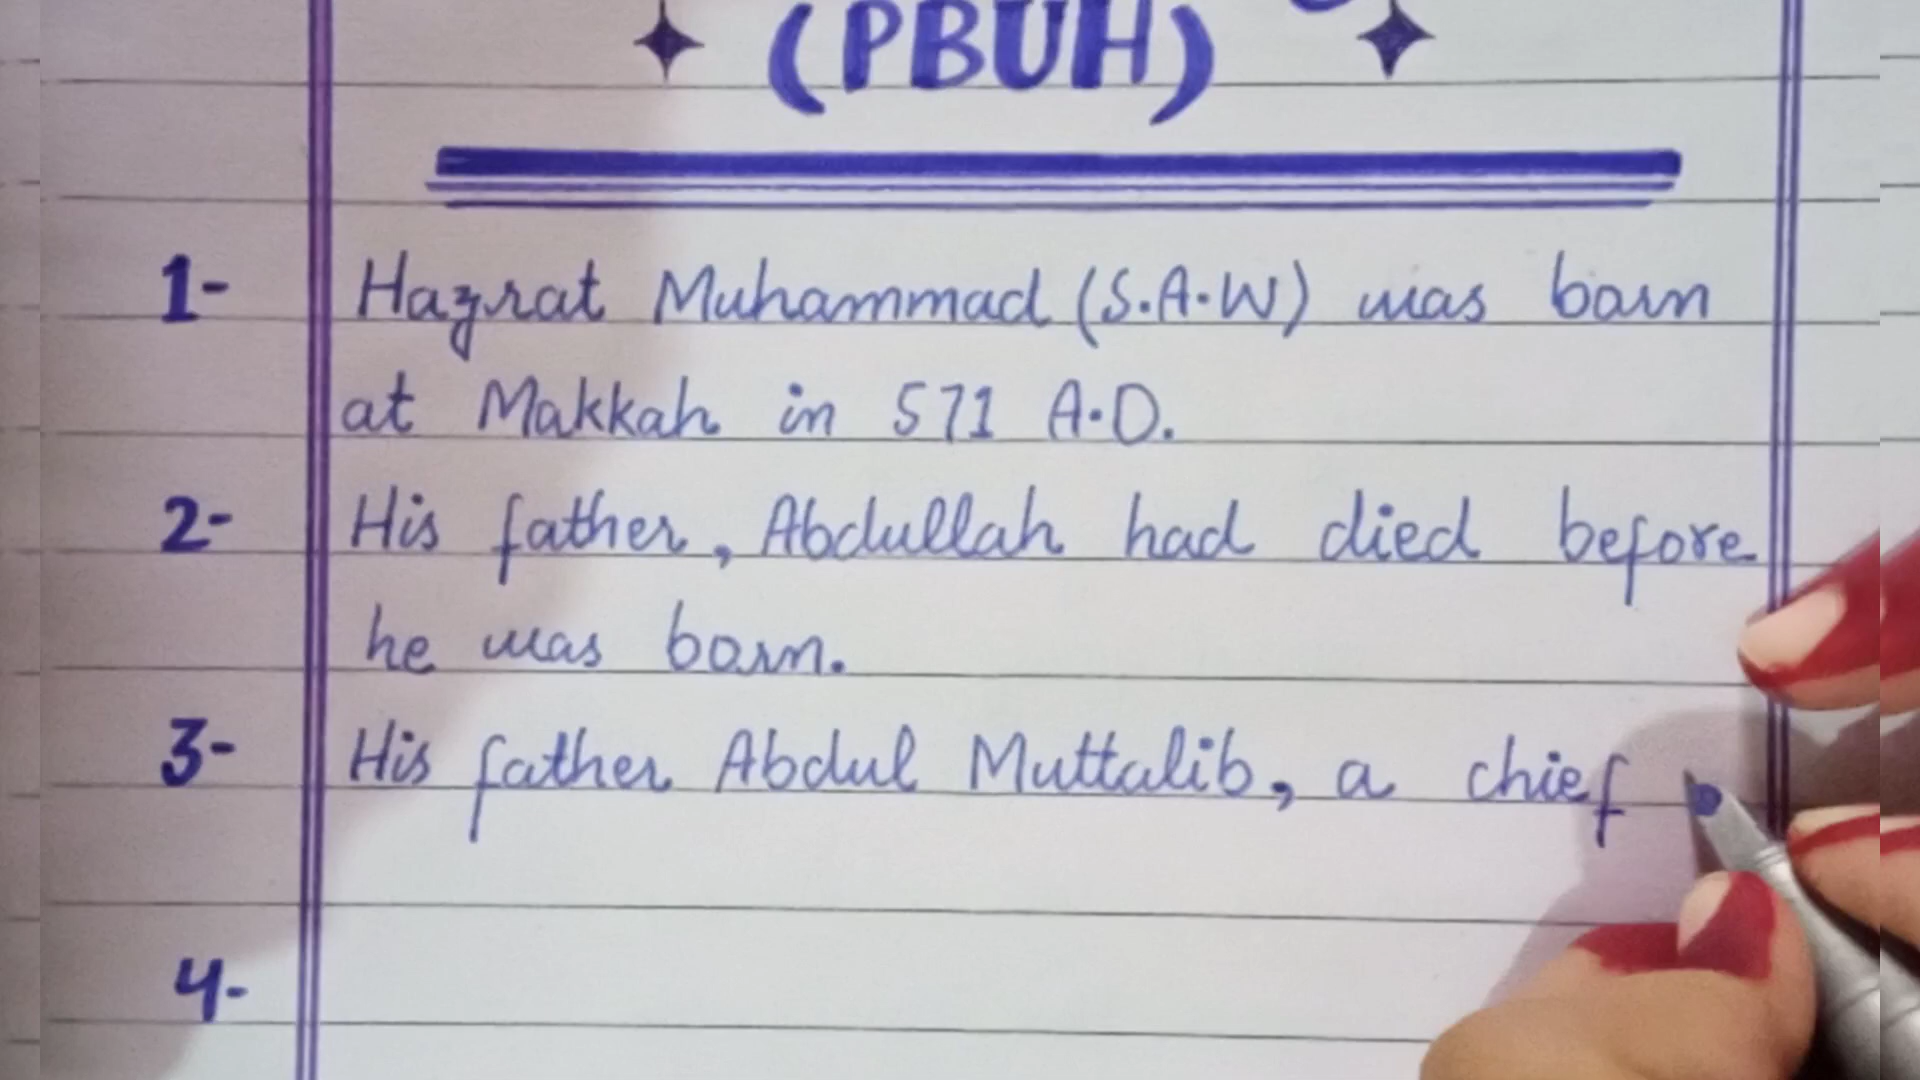 (PBUH)
1- Hazrat Muhammad (S.A.W) was born
at Makkah in 571 A.D.
2- His father, Abdullah had died before
he was born.
3- His father Abdul Muttalib, a chief
4-